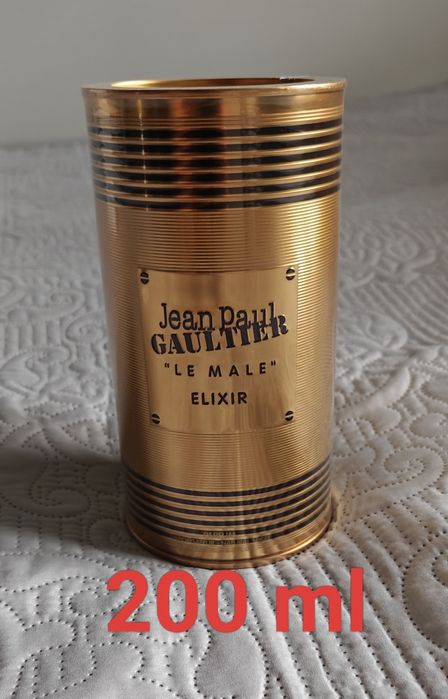 Jean Paul
GAULTIER
"LE MALE"
ELIXIR
200 ml